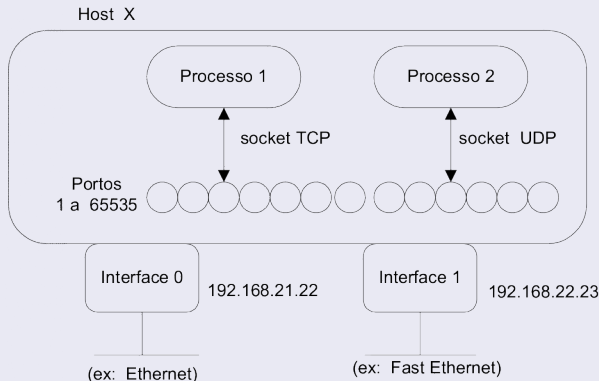 Host X
Processo 1
Processo 2
socket TCP
socket UDP
Portos
1 a 65535
Interface 0
192.168.21.22
Interface 1
192.168.22.23
(ex: Ethernet)
(ex: Fast Ethernet)